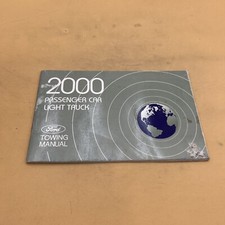 2000
PASSENGER CAR
LIGHT TRUCK
Ford
TOWING
MANUAL